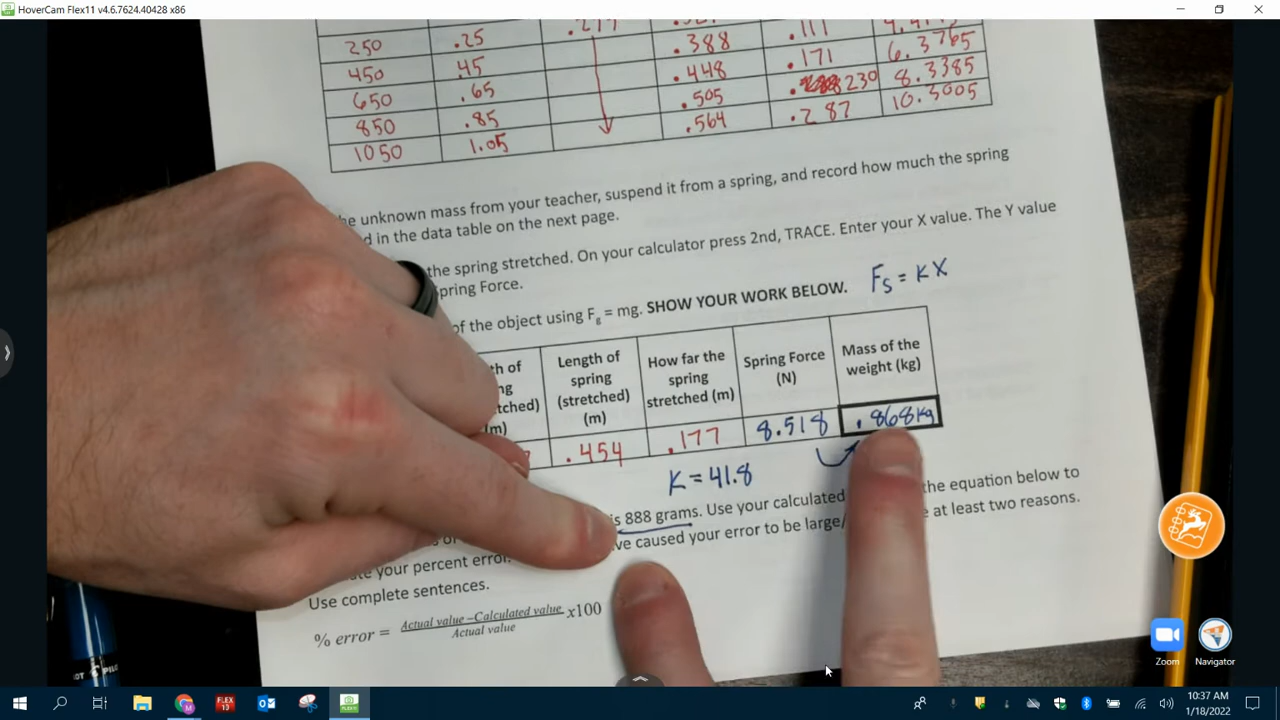 HoverCam Flex11 v4.6.7624.40428 x86
250 .25 .388 .111
450 .45 .448 .171 6.3765
650 .65 .505 .230 8.3385
850 .85 .564 .287 10.3005
1050 1.05
he unknown mass from your teacher, suspend it from a spring, and record how much the spring
d in the data table on the next page.
the spring stretched. On your calculator press 2nd, TRACE. Enter your X value. The Y value
pring Force.
of the object using Fg = mg. SHOW YOUR WORK BELOW. Fs = KX
Length of spring (stretched) (m)
How far the spring stretched (m)
Spring Force (N)
Mass of the weight (kg)
.454 .177 8.518 .868kg
K = 41.8
is 888 grams. Use your calculated the equation below to
your percent error. ve caused your error to be large/ at least two reasons.
Use complete sentences.
% error = Actual value – Calculated value / Actual value x100
Zoom
Navigator
FLEX 11
10:37 AM
1/18/2022